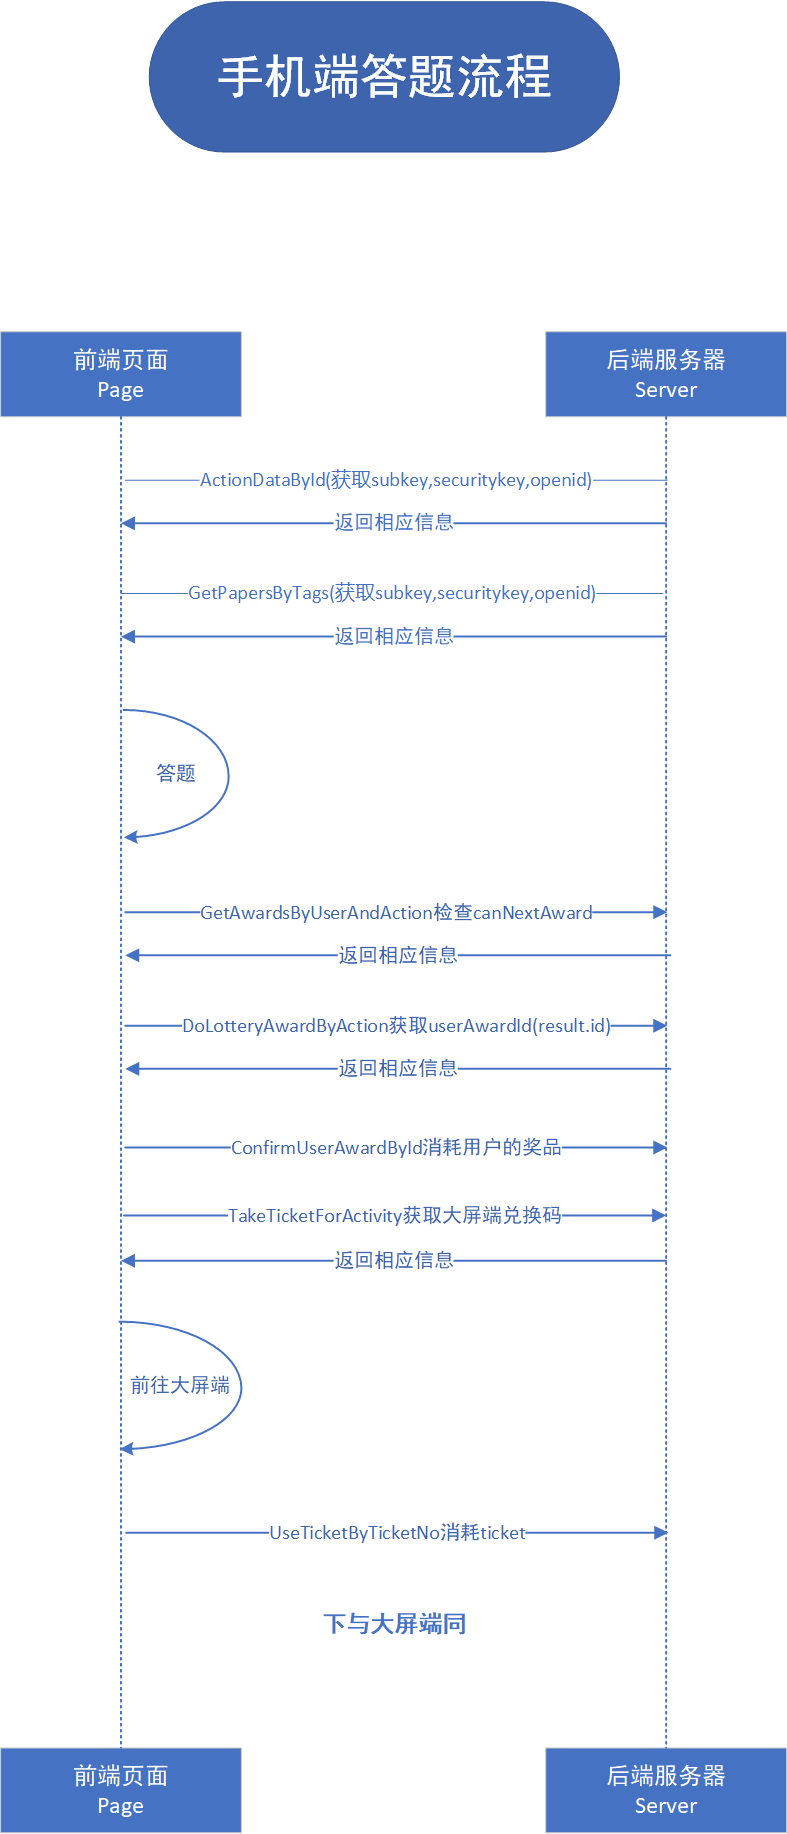 手机端答题流程
前端页面
Page
后端服务器
Server
ActionDataById(获取subkey,securitykey,openid)
返回相应信息
GetPapersByTags(获取subkey,securitykey,openid)
返回相应信息
答题
GetAwardsByUserAndAction检查canNextAward
返回相应信息
DoLotteryAwardByAction获取userAwardId(result.id)
返回相应信息
ConfirmUserAwardById消耗用户的奖品
TakeTicketForActivity获取大屏端兑换码
返回相应信息
前往大屏端
UseTicketByTicketNo消耗ticket
下与大屏端同
前端页面
Page
后端服务器
Server